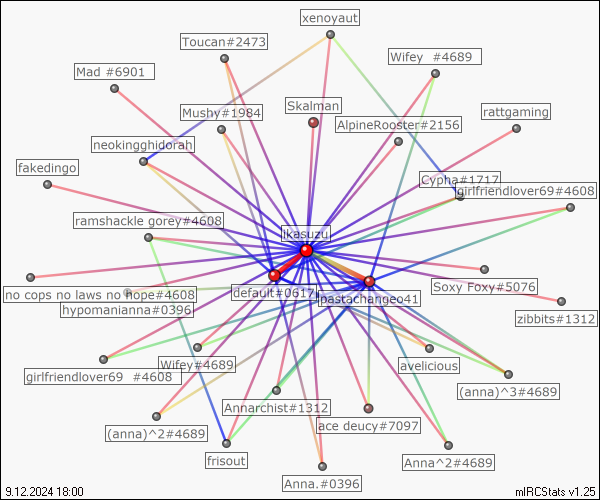 xenoyaut
Toucan#2473
Wifey  #4689
Mad #6901
Skalman
Mushy#1984
rattgaming
AlpineRooster#2156
neokingghidorah
fakedingo
Cypha#1717
girlfriendlover69#4608
ramshackle gorey#4608
ikasuzu
Soxy Foxy#5076
default#0617
pastachangeo41
no cops no laws no nope#4608
hypomanianna#0396
zibbits#1312
Wifey#4689
avelicious
girlfriendlover69  #4608
(anna)^3#4689
Annarchist#1312
ace deucy#7097
(anna)^2#4689
frisout
Anna^2#4689
Anna.#0396
9.12.2024 18:00
mIRCStats v1.25